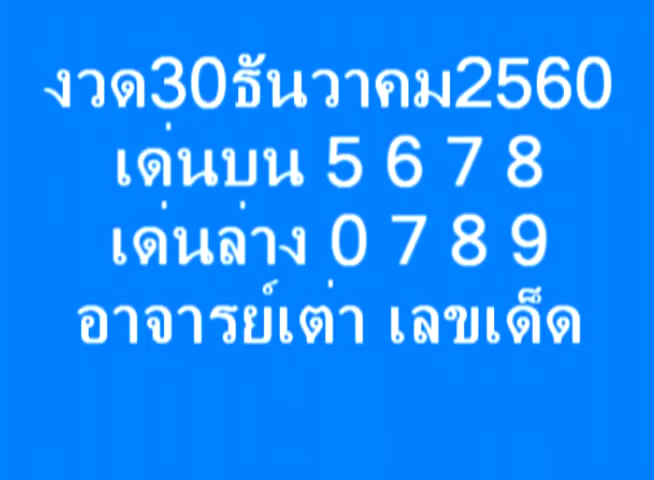 งวด30ธันวาคม2560
เด่นบน 5 6 7 8
เด่นล่าง 0 7 8 9
อาจารย์เต่า เลขเด็ด